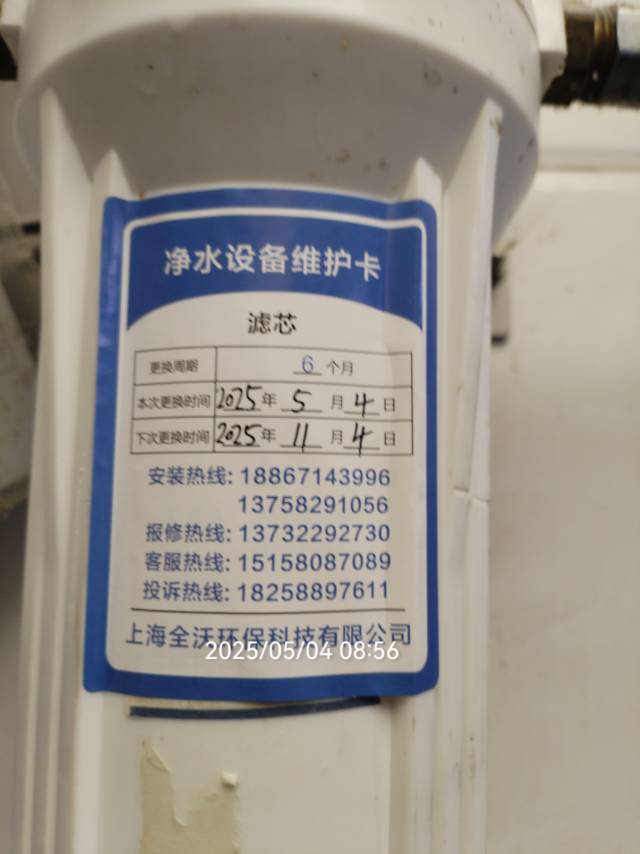 净水设备维护卡
滤芯
更换周期 6 个月
本次更换时间 2025年 5 月 4 日
下次更换时间 2025年 11 月 4 日
安装热线: 18867143996
13758291056
报修热线: 13732292730
客服热线: 15158087089
投诉热线: 18258897611
上海全沃环保科技有限公司
2025/05/04 08:56